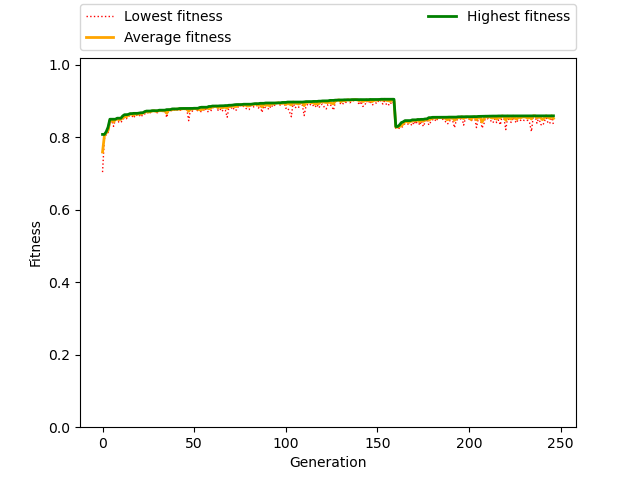 Lowest fitness
Average fitness
Highest fitness
1.0
0.8
0.6
0.4
0.2
0.0
Fitness
0 50 100 150 200 250
Generation